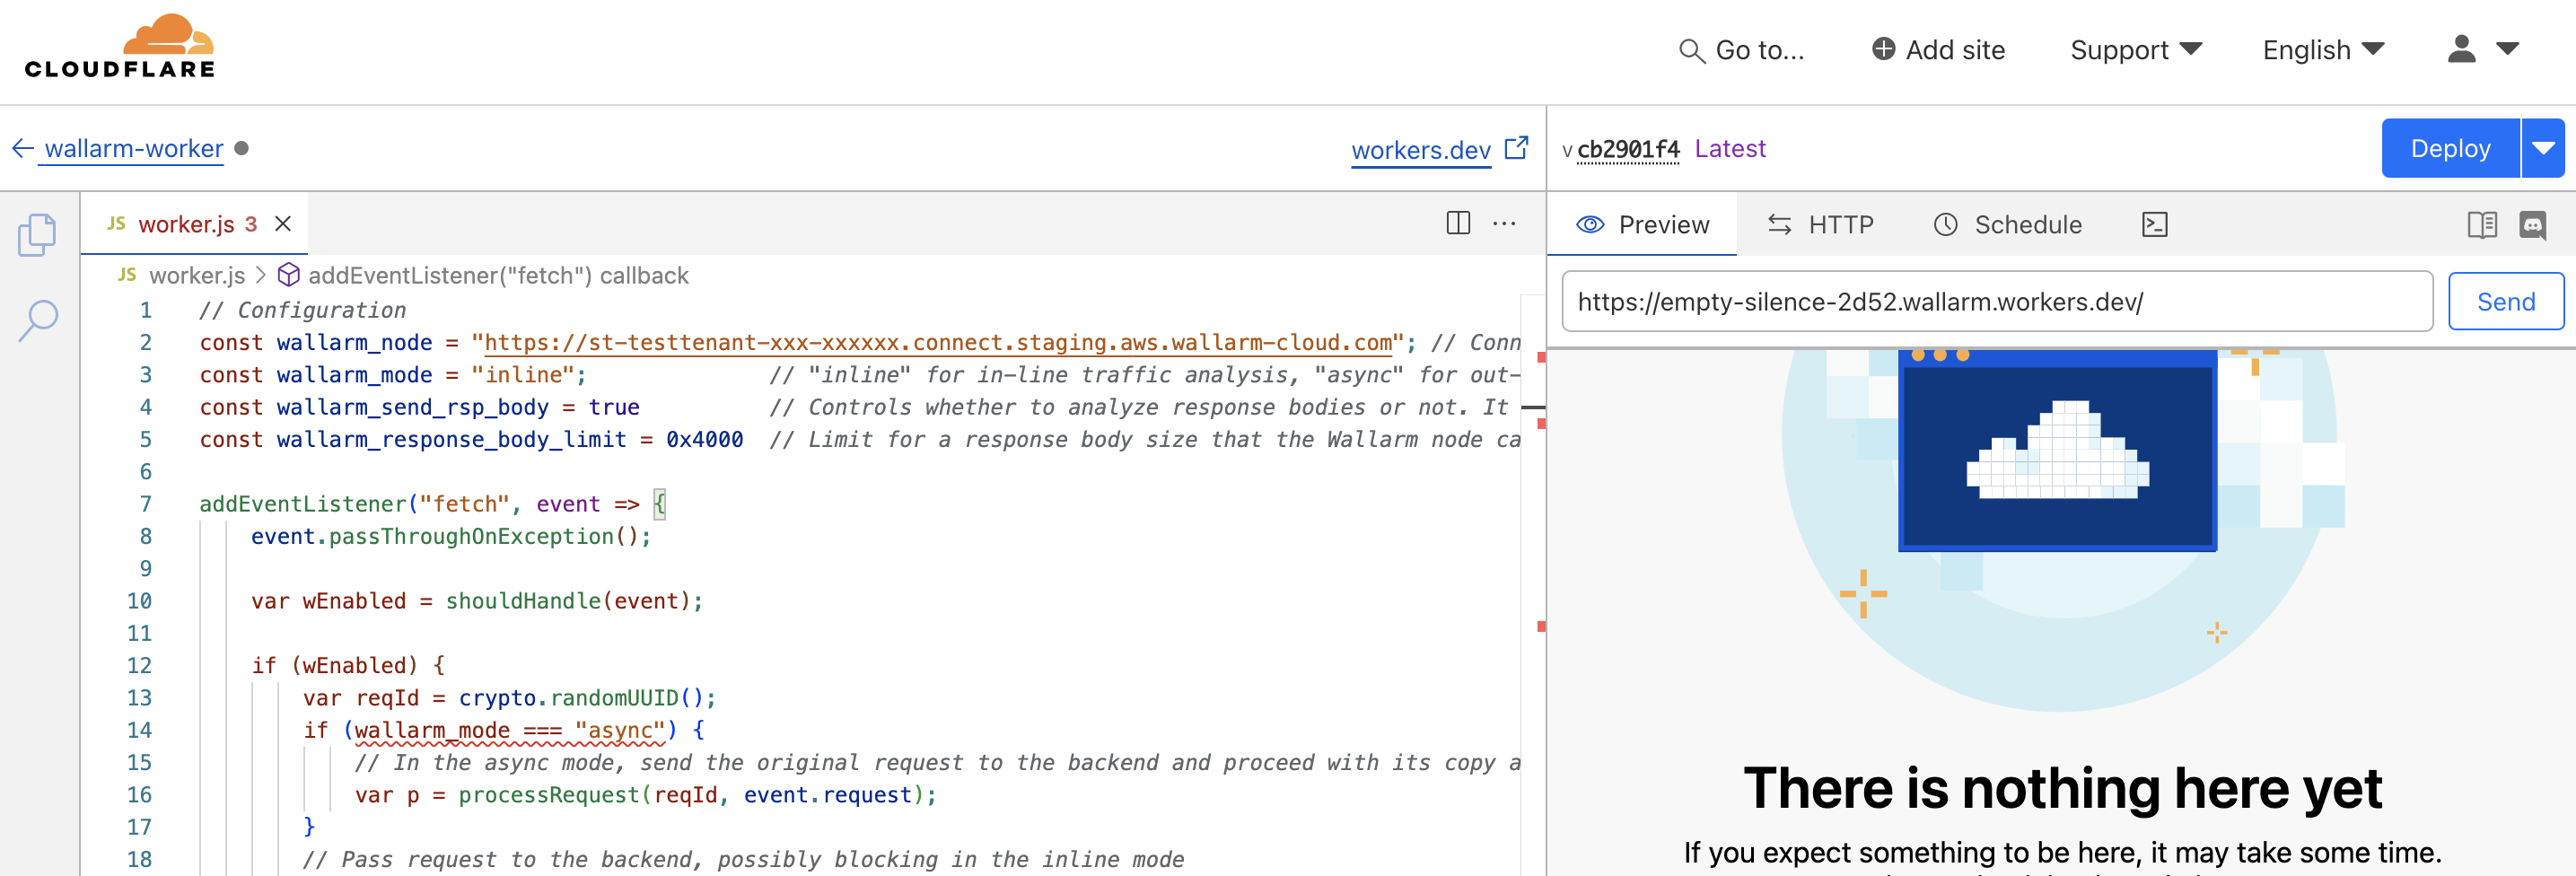 CLOUDFLARE
Go to...
Add site
Support
English
wallarm-worker
workers.dev
v cb2901f4 Latest
Deploy
JS worker.js 3
Preview
HTTP
Schedule
JS worker.js > addEventListener("fetch") callback
https://empty-silence-2d52.wallarm.workers.dev/
Send
1 // Configuration
2 const wallarm_node = "https://st-testtenant-xxx-xxxxxx.connect.staging.aws.wallarm-cloud.com"; // Conn
3 const wallarm_mode = "inline"; // "inline" for in-line traffic analysis, "async" for out-
4 const wallarm_send_rsp_body = true // Controls whether to analyze response bodies or not. It
5 const wallarm_response_body_limit = 0x4000 // Limit for a response body size that the Wallarm node ca
6
7 addEventListener("fetch", event => {
8 event.passThroughOnException();
9
10 var wEnabled = shouldHandle(event);
11
12 if (wEnabled) {
13 var reqId = crypto.randomUUID();
14 if (wallarm_mode === "async") {
15 // In the async mode, send the original request to the backend and proceed with its copy a
16 var p = processRequest(reqId, event.request);
17 }
18 // Pass request to the backend, possibly blocking in the inline mode
There is nothing here yet
If you expect something to be here, it may take some time.